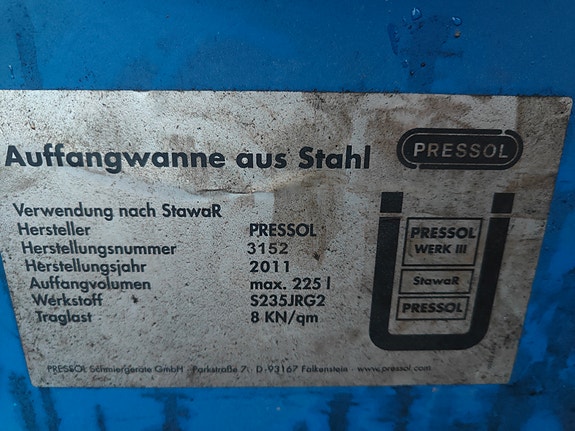 Auffangwanne aus Stahl
PRESSOL
Verwendung nach StawaR
Hersteller PRESSOL
Herstellungsnummer 3152
Herstellungsjahr 2011
Auffangvolumen max. 225 l
Werkstoff S235JRG2
Traglast 8 KN/qm
PRESSOL
WERK III
StawaR
PRESSOL
PRESSOL Schmiergeräte GmbH · Parkstraße 7 · D-93167 Falkenstein · www.pressol.com